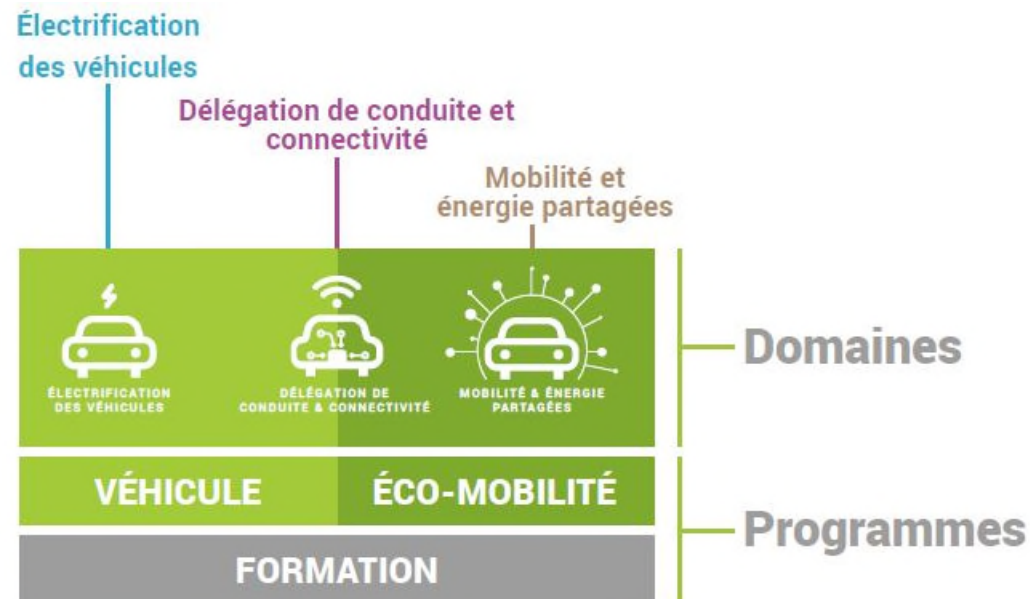 Électrification
des véhicules
Délégation de conduite et
connectivité
Mobilité et
énergie partagées
ÉLECTRIFICATION
DES VÉHICULES
DÉLÉGATION DE
CONDUITE & CONNECTIVITÉ
MOBILITÉ & ÉNERGIE
PARTAGÉES
Domaines
VÉHICULE
ÉCO-MOBILITÉ
Programmes
FORMATION